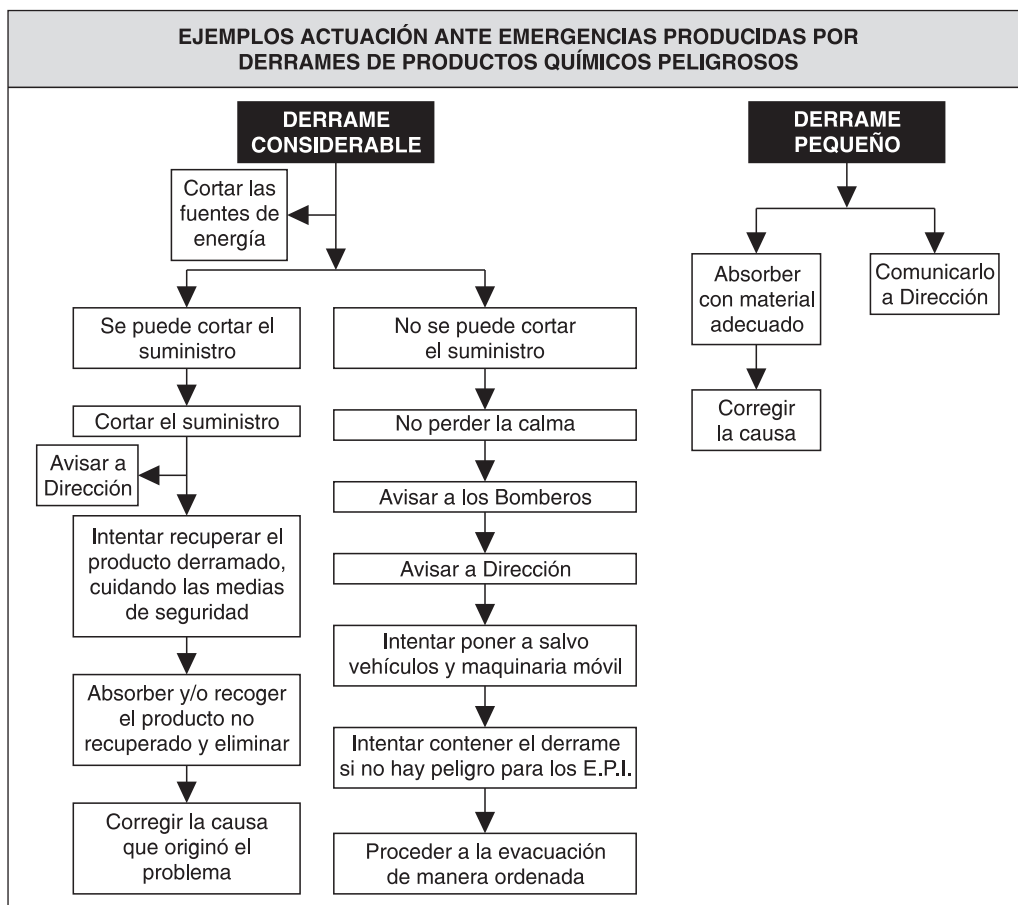 EJEMPLOS ACTUACIÓN ANTE EMERGENCIAS PRODUCIDAS POR
DERRAMES DE PRODUCTOS QUÍMICOS PELIGROSOS
DERRAME
CONSIDERABLE
Cortar las
fuentes de
energía
Se puede cortar el
suministro
Cortar el suministro
Avisar a
Dirección
Intentar recuperar el
producto derramado,
cuidando las medias
de seguridad
Absorber y/o recoger
el producto no
recuperado y eliminar
Corregir la causa
que originó el
problema
No se puede cortar
el suministro
No perder la calma
Avisar a los Bomberos
Avisar a Dirección
Intentar poner a salvo
vehículos y maquinaria móvil
Intentar contener el derrame
si no hay peligro para los E.P.I.
Proceder a la evacuación
de manera ordenada
DERRAME
PEQUEÑO
Absorber
con material
adecuado
Corregir
la causa
Comunicarlo
a Dirección